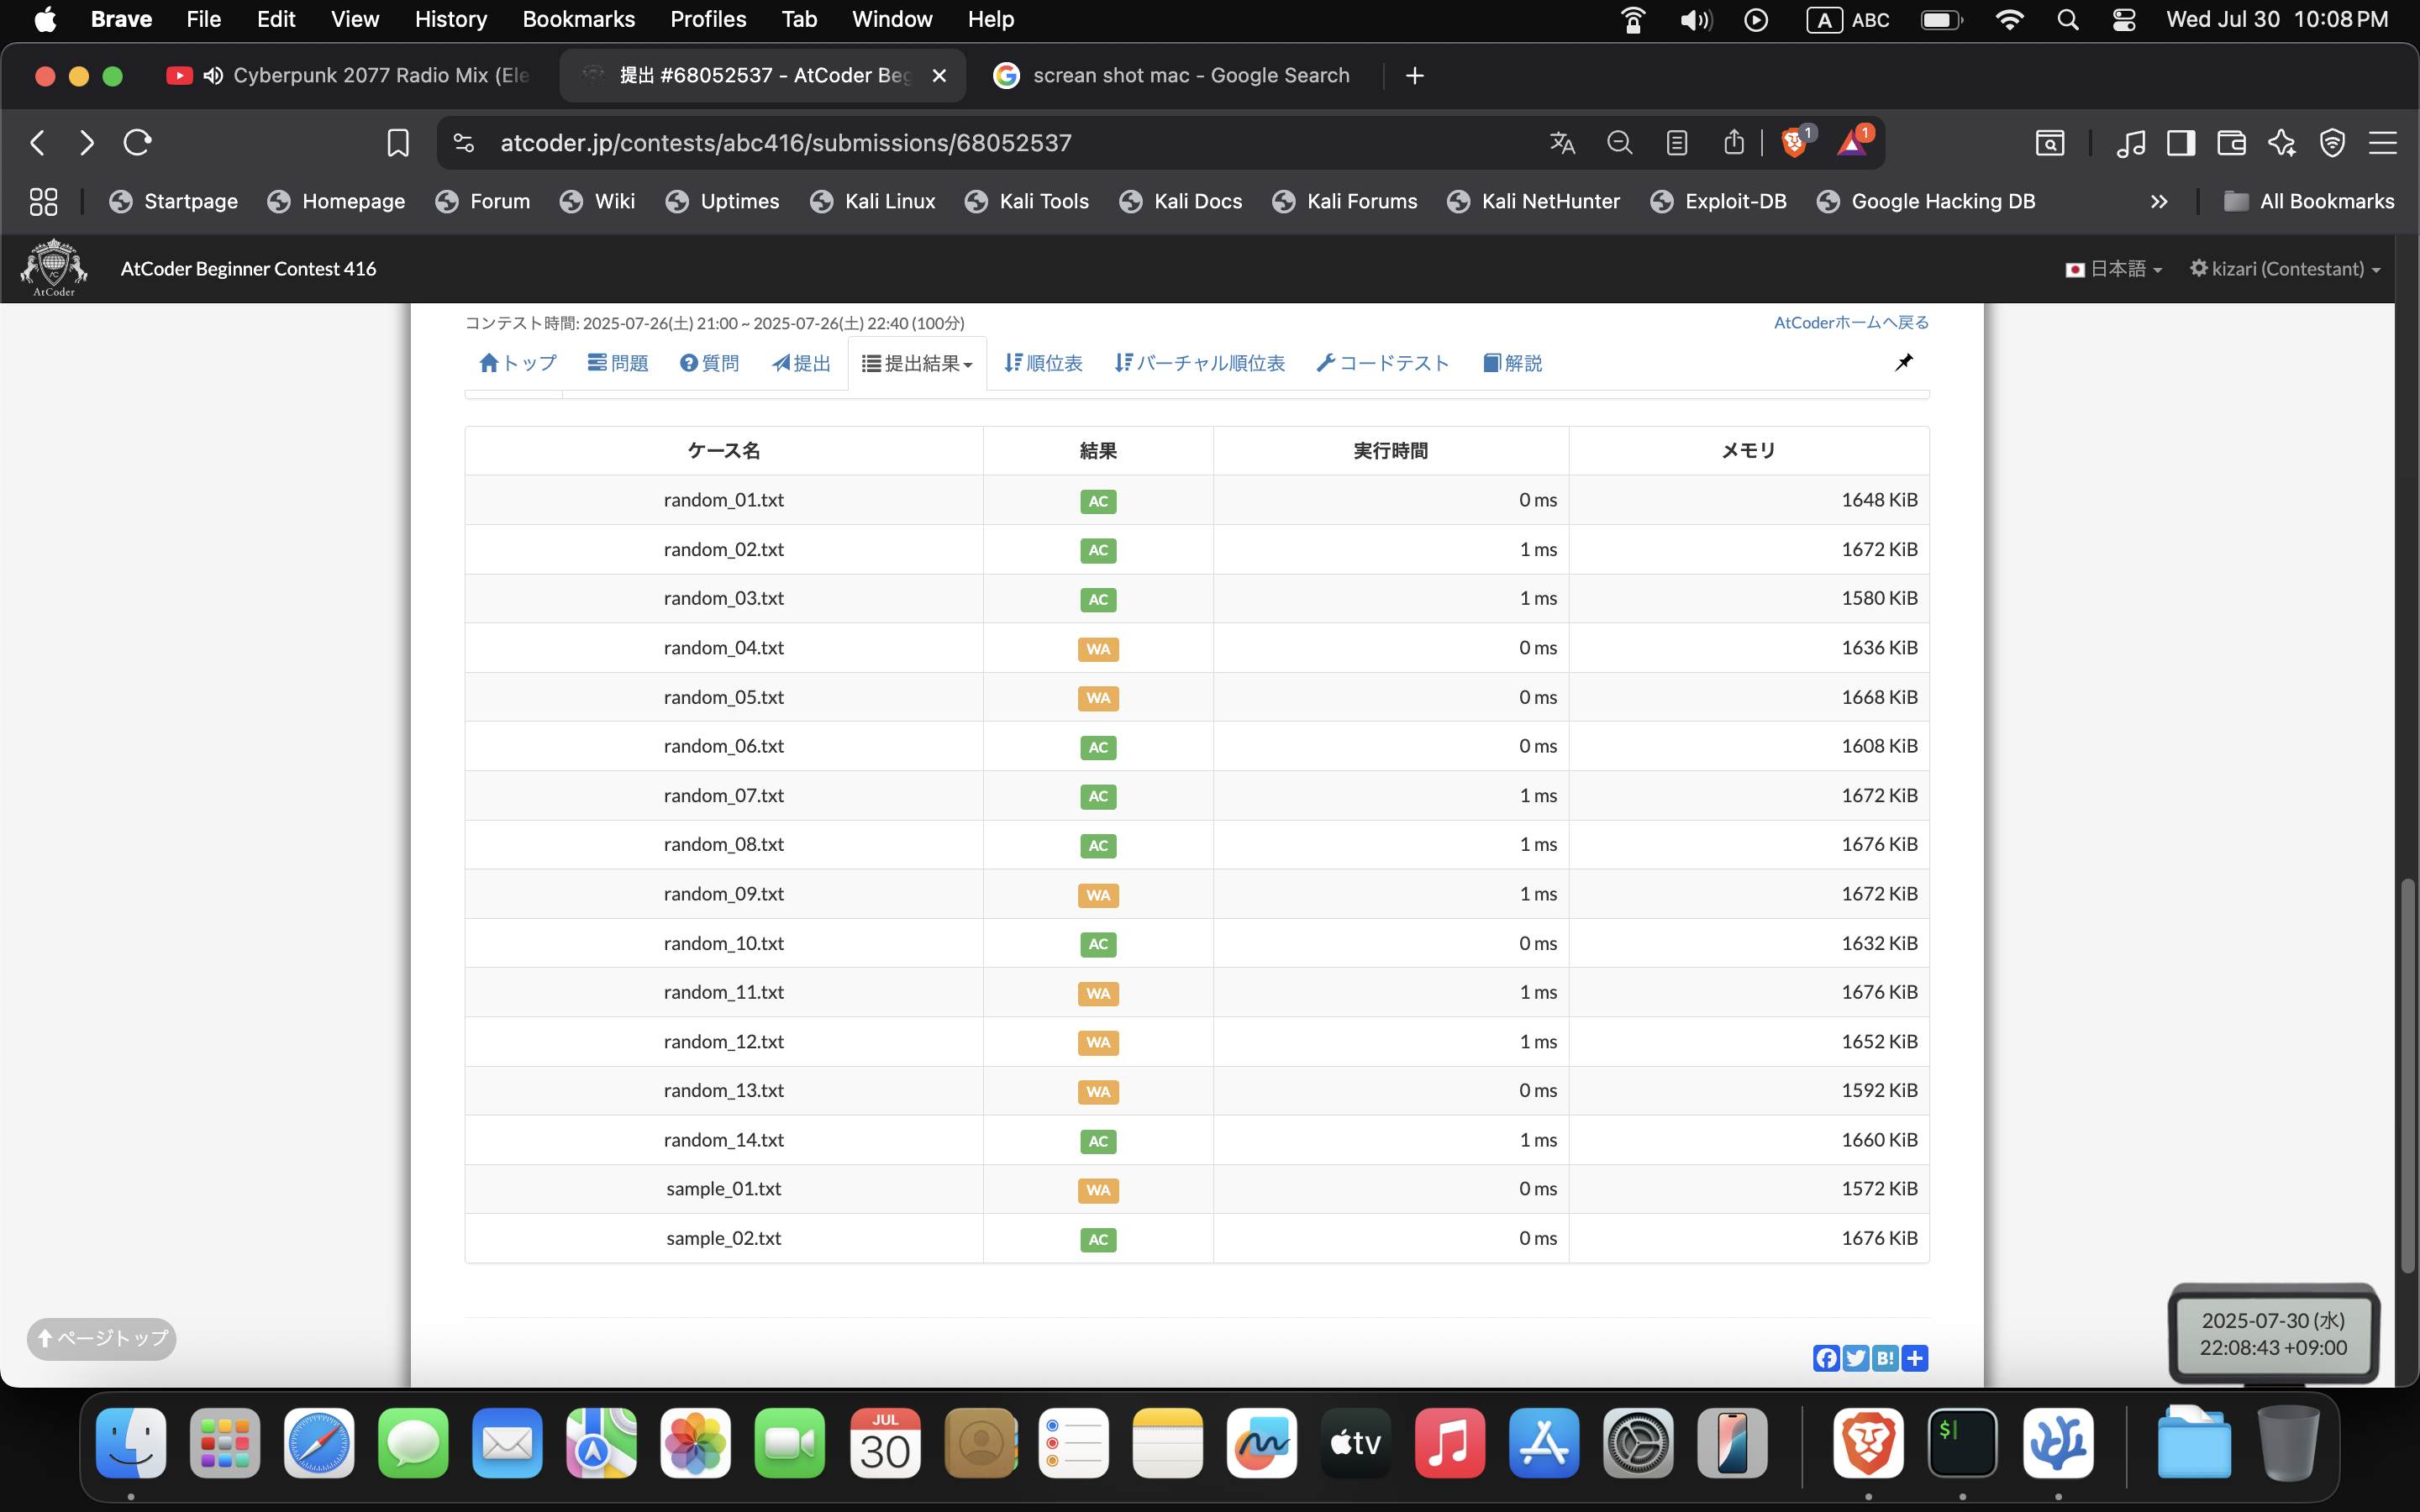 Brave File Edit View History Bookmarks Profiles Tab Window Help A ABC Wed Jul 30 10:08 PM
Cyberpunk 2077 Radio Mix (Ele 提出 #68052537 - AtCoder Beg screan shot mac - Google Search
atcoder.jp/contests/abc416/submissions/68052537 1 1
Startpage Homepage Forum Wiki Uptimes Kali Linux Kali Tools Kali Docs Kali Forums Kali NetHunter Exploit-DB Google Hacking DB All Bookmarks
AtCoder AtCoder Beginner Contest 416 日本語 kizari (Contestant)
コンテスト時間: 2025-07-26(土) 21:00 ~ 2025-07-26(土) 22:40 (100分) AtCoderホームへ戻る
トップ 問題 質問 提出 提出結果 順位表 バーチャル順位表 コードテスト 解説
ケース名 結果 実行時間 メモリ
random_01.txt AC 0 ms 1648 KiB
random_02.txt AC 1 ms 1672 KiB
random_03.txt AC 1 ms 1580 KiB
random_04.txt WA 0 ms 1636 KiB
random_05.txt WA 0 ms 1668 KiB
random_06.txt AC 0 ms 1608 KiB
random_07.txt AC 1 ms 1672 KiB
random_08.txt AC 1 ms 1676 KiB
random_09.txt WA 1 ms 1672 KiB
random_10.txt AC 0 ms 1632 KiB
random_11.txt WA 1 ms 1676 KiB
random_12.txt WA 1 ms 1652 KiB
random_13.txt WA 0 ms 1592 KiB
random_14.txt AC 1 ms 1660 KiB
sample_01.txt WA 0 ms 1572 KiB
sample_02.txt AC 0 ms 1676 KiB
ページトップ
2025-07-30 (水)
22:08:43 +09:00
B!
JUL
30
tv
$